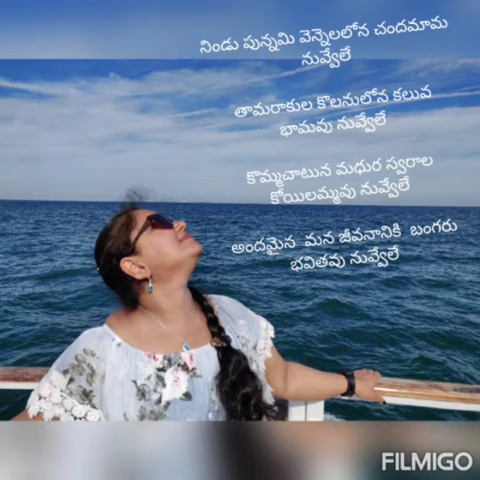 నిండు పున్నమి వెన్నెలలోన చందమామ
నువ్వేలే
తామరాకుల కొలనులోన కలువ
భామవు నువ్వేలే
కొమ్మచాటున మధుర స్వరాల
కోయిలమ్మవు నువ్వేలే
అందమైన మన జీవనానికి బంగరు
భవితవు నువ్వేలే
FILMIGO